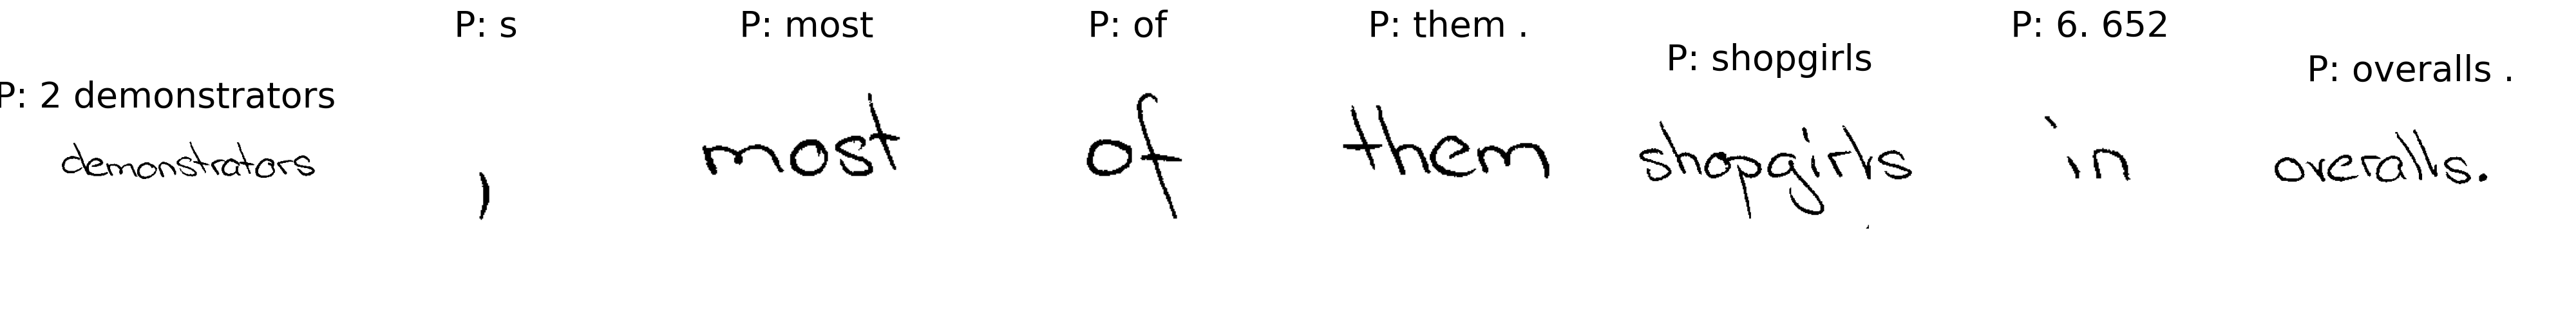 P: 2 demonstrators P: s P: most P: of P: them . P: shopgirls P: 6. 652 P: overalls .
demonstrators , most of them shopgirls in overalls.